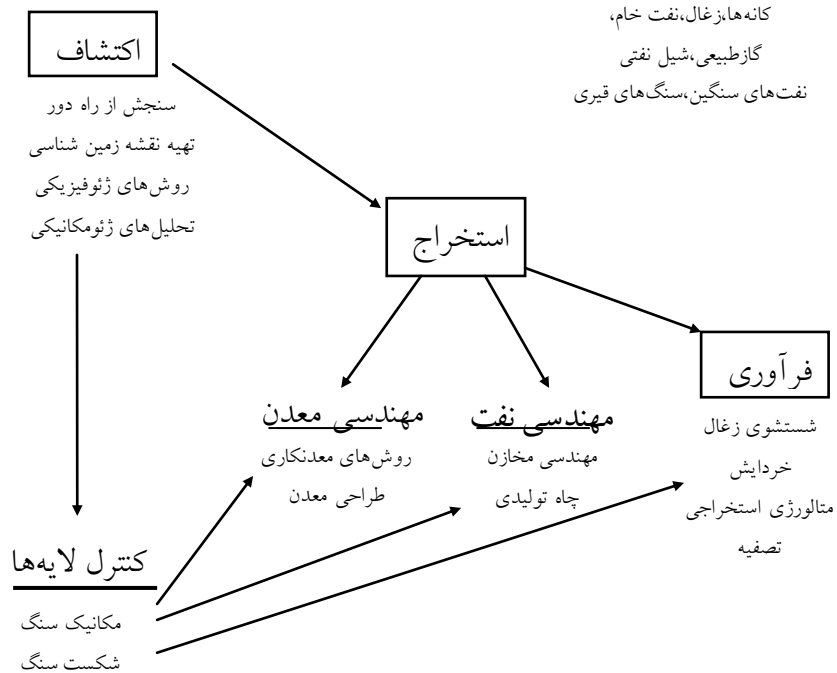 کانه‌ها،زغال،نفت خام،
گازطبیعی،شیل نفتی
نفت‌های سنگین،سنگ‌های قیری
اکتشاف
سنجش از راه دور
تهیه نقشه زمین شناسی
روش‌های ژئوفیزیکی
تحلیل‌های ژئومکانیکی
استخراج
فرآوری
شستشوی زغال
خردایش
متالورژی استخراجی
تصفیه
مهندسی نفت
مهندسی مخازن
چاه تولیدی
مهندسی معدن
روش‌های معدنکاری
طراحی معدن
کنترل لایه‌ها
مکانیک سنگ
شکست سنگ